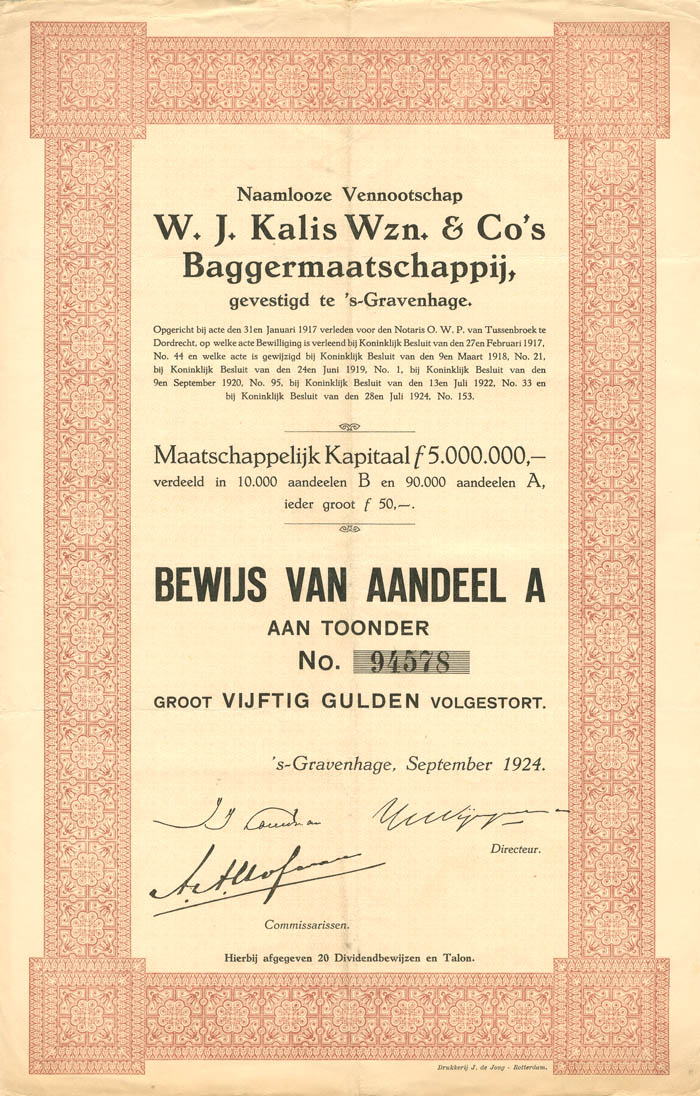 Naamlooze Vennootschap
W. J. Kalis Wzn. & Co's
Baggermaatschappij,
gevestigd te 's-Gravenhage.
Opgericht bij acte den 31en Januari 1917 verleden voor den Notaris O. W. P. van Tussenbroek te
Dordrecht, op welke acte Bewilliging is verleend bij Koninklijk Besluit van den 27en Februari 1917,
No. 44 en welke acte is gewijzigd bij Koninklijk Besluit van den 9en Maart 1918, No. 21,
bij Koninklijk Besluit van den 24en Juni 1919, No. 1, bij Koninklijk Besluit van den
9en September 1920, No. 95, bij Koninklijk Besluit van den 13en Juli 1922, No. 33 en
bij Koninklijk Besluit van den 28en Juli 1924, No. 153.
Maatschappelijk Kapitaal f 5.000.000,—
verdeeld in 10.000 aandeelen B en 90.000 aandeelen A,
ieder groot f 50,—.
BEWIJS VAN AANDEEL A
AAN TOONDER
No. 94578
GROOT VIJFTIG GULDEN VOLGESTORT.
's-Gravenhage, September 1924.
Directeur.
Commissarissen.
Hierbij afgegeven 20 Dividendbewijzen en Talon.
Drukkerij J. de Jong - Rotterdam.